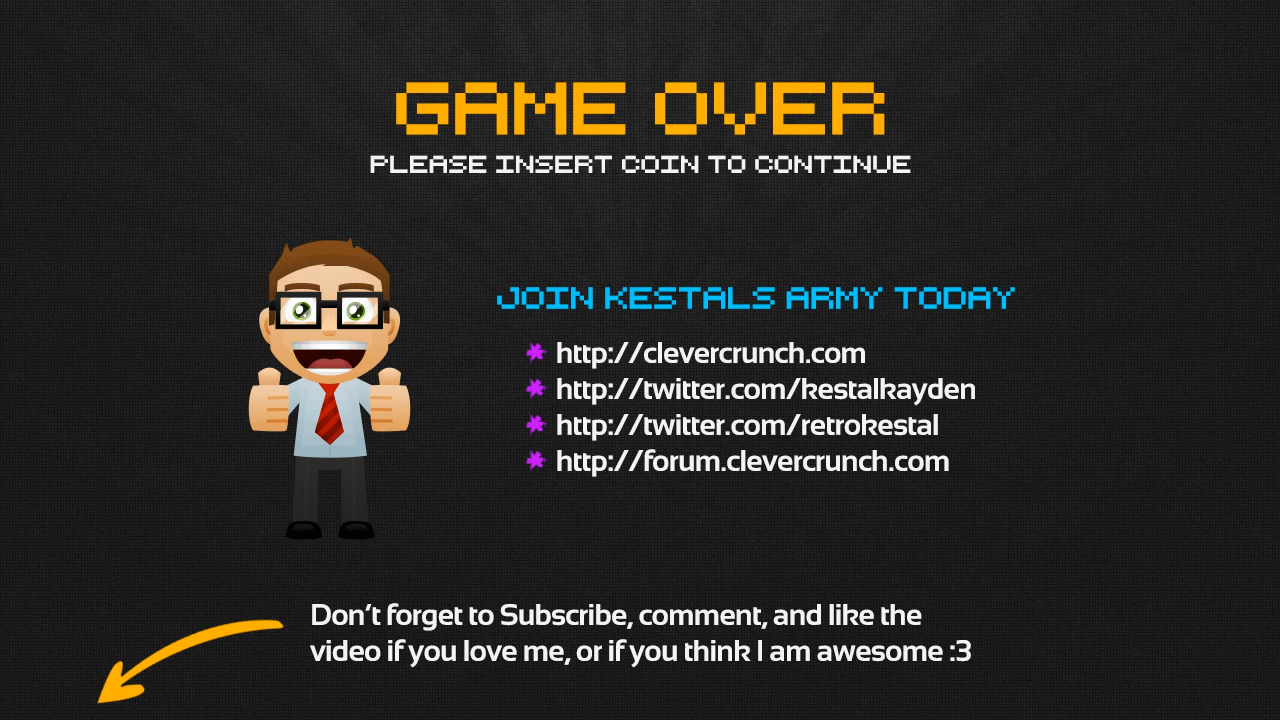 GAME OVER
PLEASE INSERT COIN TO CONTINUE
JOIN KESTALS ARMY TODAY
http://clevercrunch.com
http://twitter.com/kestalkayden
http://twitter.com/retrokestal
http://forum.clevercrunch.com
Don't forget to Subscribe, comment, and like the
video if you love me, or if you think I am awesome :3